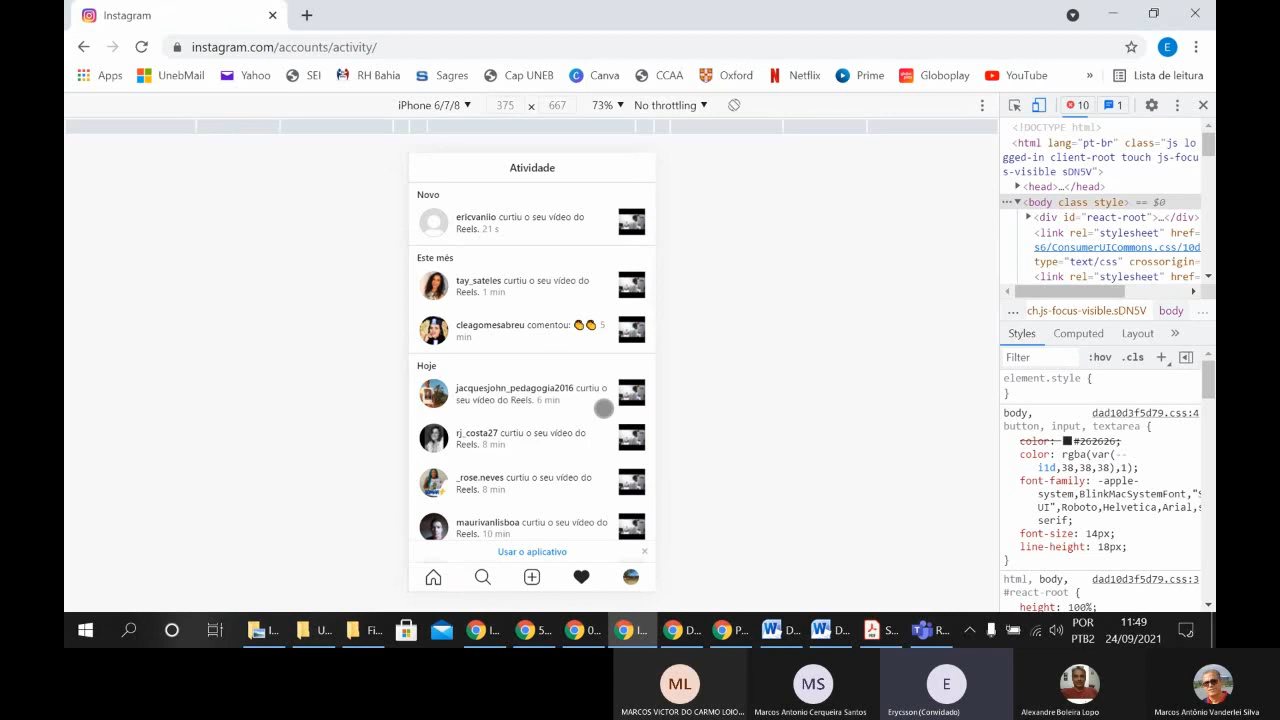 Instagram
instagram.com/accounts/activity/
E
Apps UnebMail Yahoo SEI RH Bahia Sagres Cap UNEB Canva CCAA Oxford Netflix Prime Globoplay YouTube » Lista de leitura
iPhone 6/7/8 375 x 667 73% No throttling
10 1
Atividade
Novo
ericvaniio curtiu o seu vídeo do
Reels. 21 s
Este mês
tay_sateles curtiu o seu vídeo do
Reels. 1 min
cleagomesabreu comentou: 👏👏 5
min
Hoje
jacquesjohn_pedagogia2016 curtiu o
seu vídeo do Reels. 6 min
rj_costa27 curtiu o seu vídeo do
Reels. 8 min
_rose.neves curtiu o seu vídeo do
Reels. 8 min
maurivanlisboa curtiu o seu vídeo do
Reels. 10 min
Usar o aplicativo
<!DOCTYPE html>
<html lang="pt-br" class="js lo
gged-in client-root touch js-focu
s-visible sDN5V">
<head>…</head>
<body class style> == $0
<div id="react-root">…</div>
<link rel="stylesheet" href=
s6/ConsumerUICommons.css/10d
type="text/css" crossorigin=
<link rel="stylesheet" href=
... ch.js-focus-visible.sDN5V body ...
Styles Computed Layout »
Filter :hov .cls +
element.style {
}
body, dad10d3f5d79.css:4
button, input, textarea {
color: #262626;
color: rgba(var(--
i1d,38,38,38),1);
font-family: -apple-
system,BlinkMacSystemFont,"S
UI",Roboto,Helvetica,Arial,s
serif;
font-size: 14px;
line-height: 18px;
}
html, body, dad10d3f5d79.css:3
#react-root {
height: 100%;
I... U... Fi... I... 5... 0... I... D... P... D... D... S... R...
POR
PTB2
11:49
24/09/2021
ML
MARCOS VICTOR DO CARMO LOIO...
MS
Marcos Antonio Cerqueira Santos
E
Erycsson (Convidado)
Alexandre Boleira Lopo
Marcos Antônio Vanderlei Silva